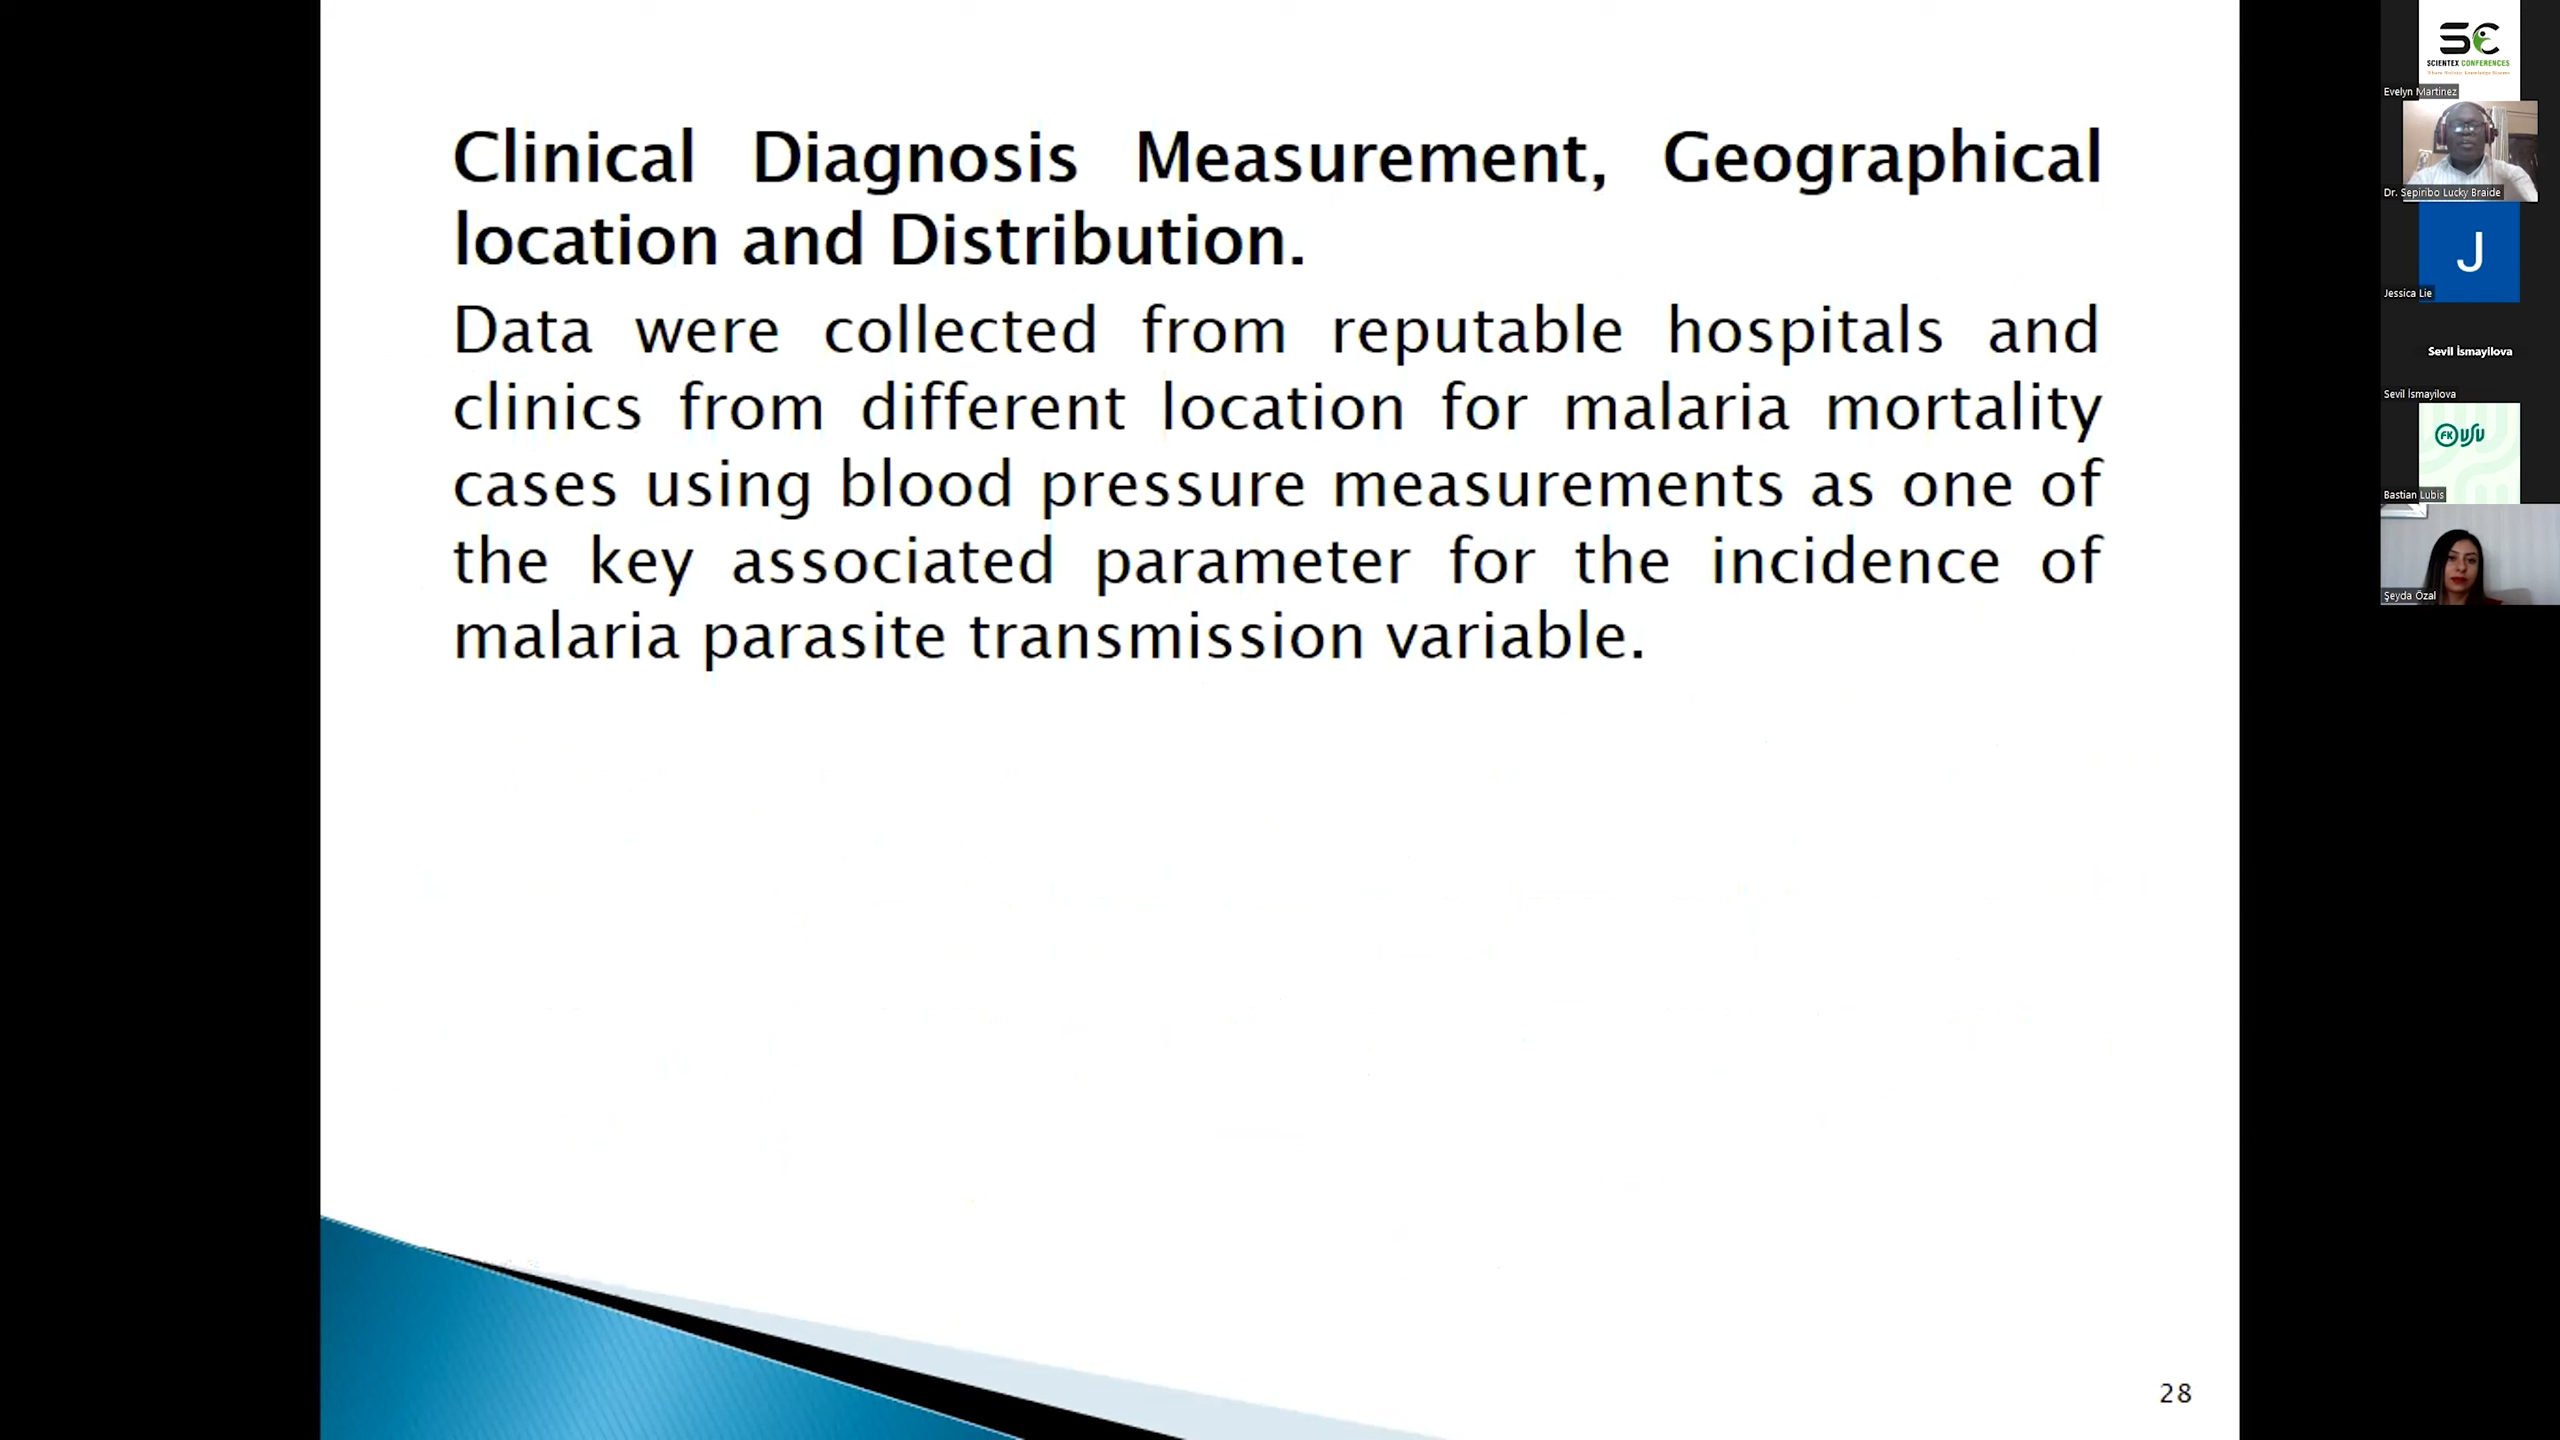 Clinical Diagnosis Measurement, Geographical
location and Distribution.
Data were collected from reputable hospitals and
clinics from different location for malaria mortality
cases using blood pressure measurements as one of
the key associated parameter for the incidence of
malaria parasite transmission variable.
28
SC
SCIENTEX CONFERENCES
Evelyn Martinez
Dr. Sepiribo Lucky Braide
J
Jessica Lie
Sevil İsmayilova
Sevil İsmayilova
FK USU
Bastian Lubis
Şeyda Özal